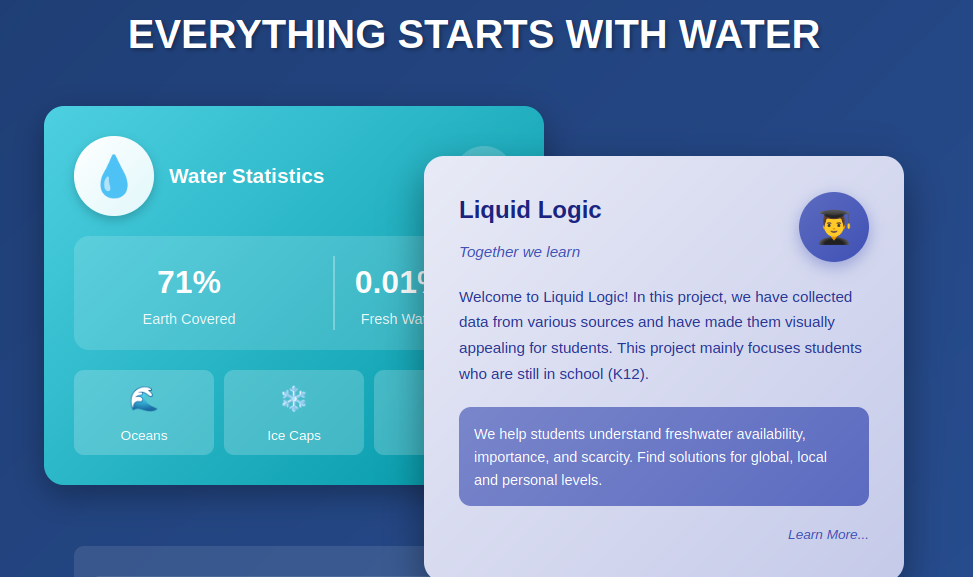 EVERYTHING STARTS WITH WATER
Water Statistics
71%
Earth Covered
0.01
Fresh
Oceans
Ice Caps
Liquid Logic
Together we learn
Welcome to Liquid Logic! In this project, we have collected
data from various sources and have made them visually
appealing for students. This project mainly focuses students
who are still in school (K12).
We help students understand freshwater availability,
importance, and scarcity. Find solutions for global, local
and personal levels.
Learn More...